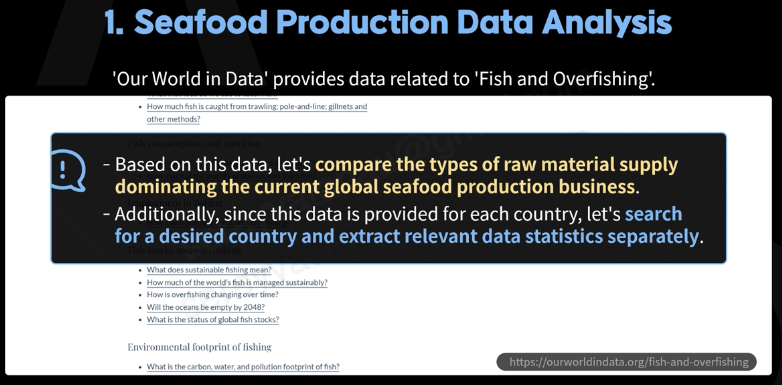 1. Seafood Production Data Analysis
'Our World in Data' provides data related to 'Fish and Overfishing'.
• How much fish is caught from trawling; pole-and-line; gillnets and
other methods?
- Based on this data, let's compare the types of raw material supply
dominating the current global seafood production business.
- Additionally, since this data is provided for each country, let's search
for a desired country and extract relevant data statistics separately.
• What does sustainable fishing mean?
• How much of the world's fish is managed sustainably?
• How is overfishing changing over time?
• Will the oceans be empty by 2048?
• What is the status of global fish stocks?
Environmental footprint of fishing
• What is the carbon, water, and pollution footprint of fish?
https://ourworldindata.org/fish-and-overfishing